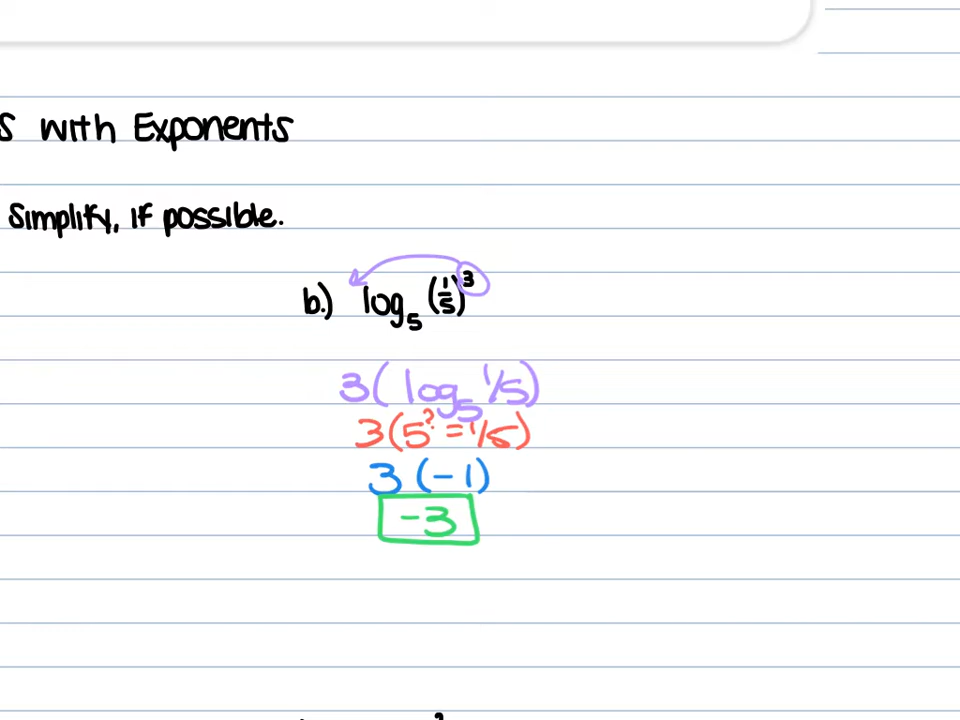 S with Exponents
Simplify, if possible.
b.) log₅ (1/5)³
3( log₅ 1/5)
3(5^? = 1/5)
3 (-1)
-3